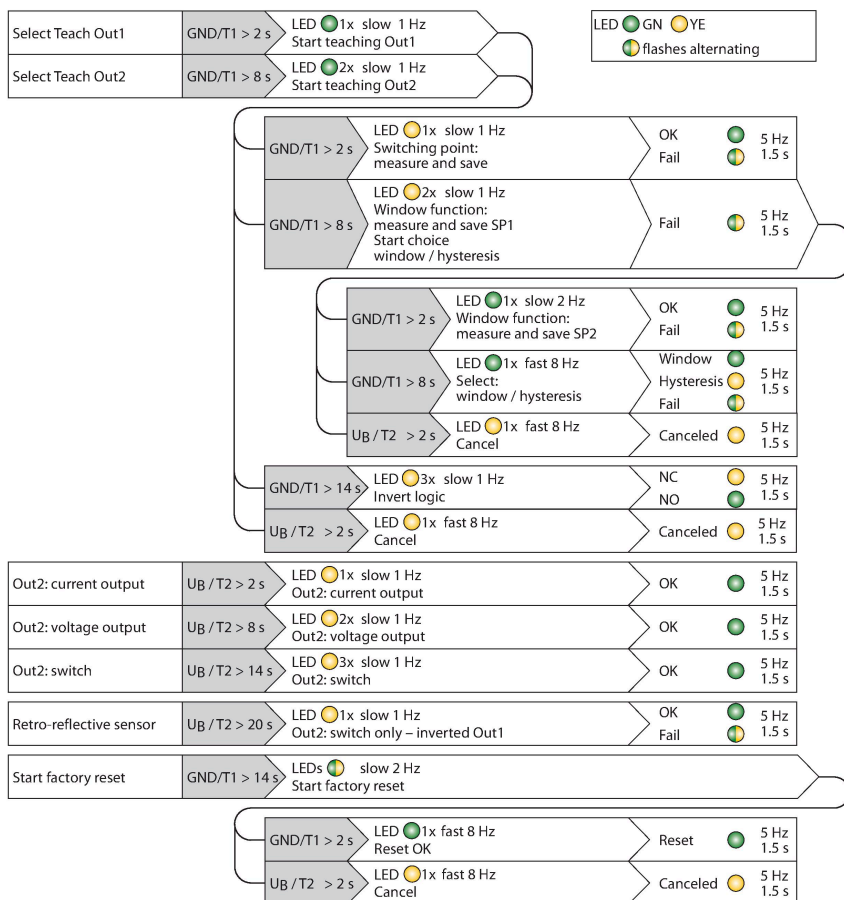 Select Teach Out1
GND/T1 > 2 s
LED 1x slow 1 Hz
Start teaching Out1
LED GN YE
flashes alternating
Select Teach Out2
GND/T1 > 8 s
LED 2x slow 1 Hz
Start teaching Out2
GND/T1 > 2 s
LED 1x slow 1 Hz
Switching point:
measure and save
OK
Fail
5 Hz
1.5 s
GND/T1 > 8 s
LED 2x slow 1 Hz
Window function:
measure and save SP1
Start choice
window / hysteresis
Fail
5 Hz
1.5 s
GND/T1 > 2 s
LED 1x slow 2 Hz
Window function:
measure and save SP2
OK
Fail
5 Hz
1.5 s
GND/T1 > 8 s
LED 1x fast 8 Hz
Select:
window / hysteresis
Window
Hysteresis
Fail
5 Hz
1.5 s
UB / T2 > 2 s
LED 1x fast 8 Hz
Cancel
Canceled
5 Hz
1.5 s
GND/T1 > 14 s
LED 3x slow 1 Hz
Invert logic
NC
NO
5 Hz
1.5 s
UB / T2 > 2 s
LED 1x fast 8 Hz
Cancel
Canceled
5 Hz
1.5 s
Out2: current output
UB / T2 > 2 s
LED 1x slow 1 Hz
Out2: current output
OK
5 Hz
1.5 s
Out2: voltage output
UB / T2 > 8 s
LED 2x slow 1 Hz
Out2: voltage output
OK
5 Hz
1.5 s
Out2: switch
UB / T2 > 14 s
LED 3x slow 1 Hz
Out2: switch
OK
5 Hz
1.5 s
Retro-reflective sensor
UB / T2 > 20 s
LED 1x slow 1 Hz
Out2: switch only – inverted Out1
OK
Fail
5 Hz
1.5 s
Start factory reset
GND/T1 > 14 s
LEDs slow 2 Hz
Start factory reset
GND/T1 > 2 s
LED 1x fast 8 Hz
Reset OK
Reset
5 Hz
1.5 s
UB / T2 > 2 s
LED 1x fast 8 Hz
Cancel
Canceled
5 Hz
1.5 s